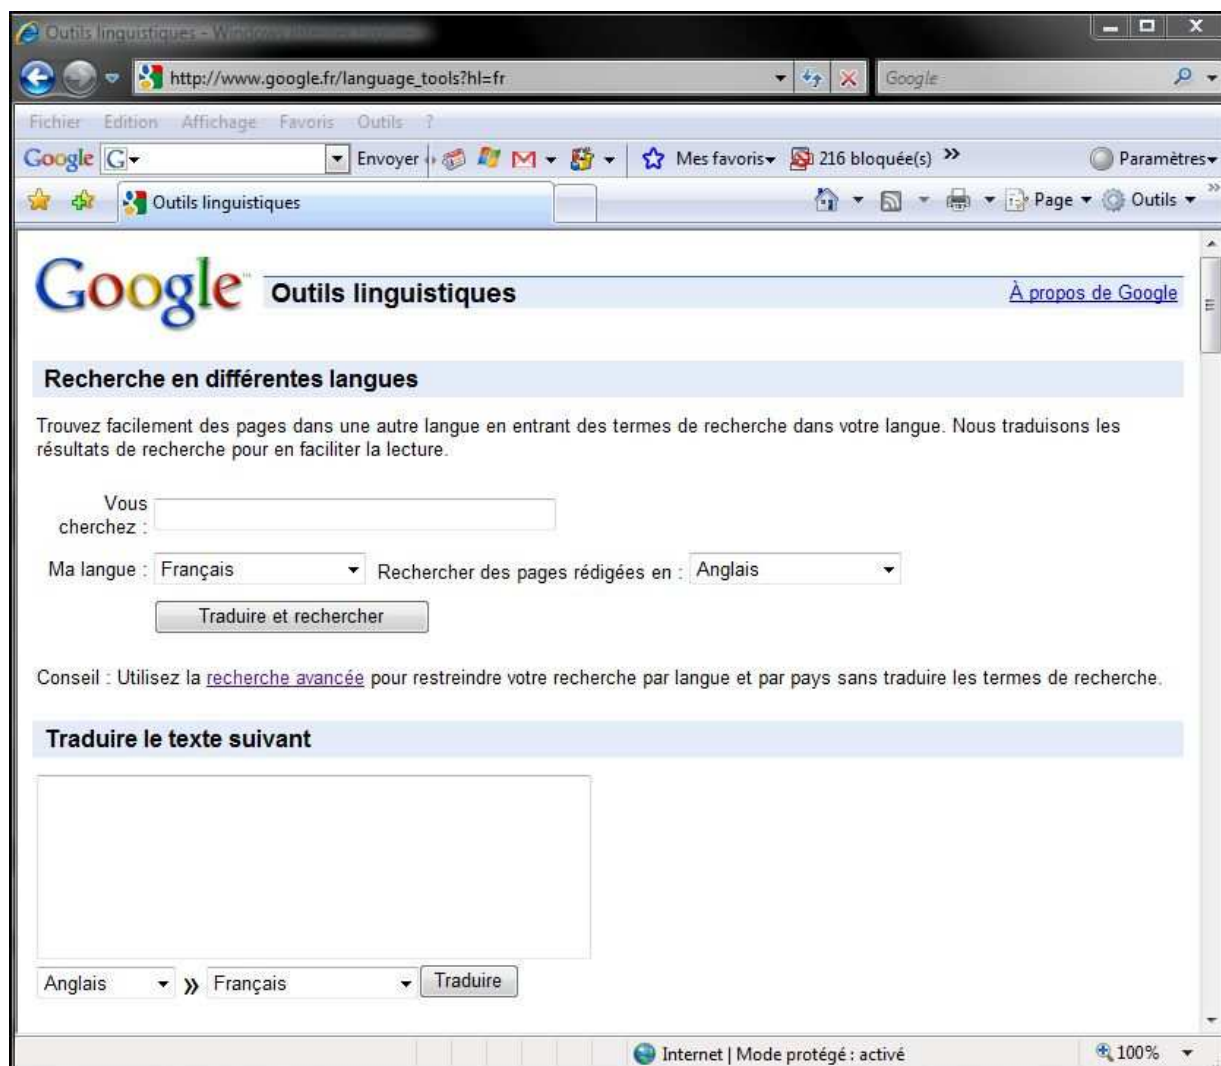 Outils linguistiques - Windows
http://www.google.fr/language_tools?hl=fr
Google
Fichier Edition Affichage Favoris Outils ?
Google G Envoyer Mes favoris 216 bloquée(s) » Paramètres
Outils linguistiques Page Outils »
Google™ Outils linguistiques À propos de Google
Recherche en différentes langues
Trouvez facilement des pages dans une autre langue en entrant des termes de recherche dans votre langue. Nous traduisons les
résultats de recherche pour en faciliter la lecture.
Vous
cherchez :
Ma langue : Français Rechercher des pages rédigées en : Anglais
Traduire et rechercher
Conseil : Utilisez la recherche avancée pour restreindre votre recherche par langue et par pays sans traduire les termes de recherche.
Traduire le texte suivant
Anglais » Français Traduire
Internet | Mode protégé : activé 100%